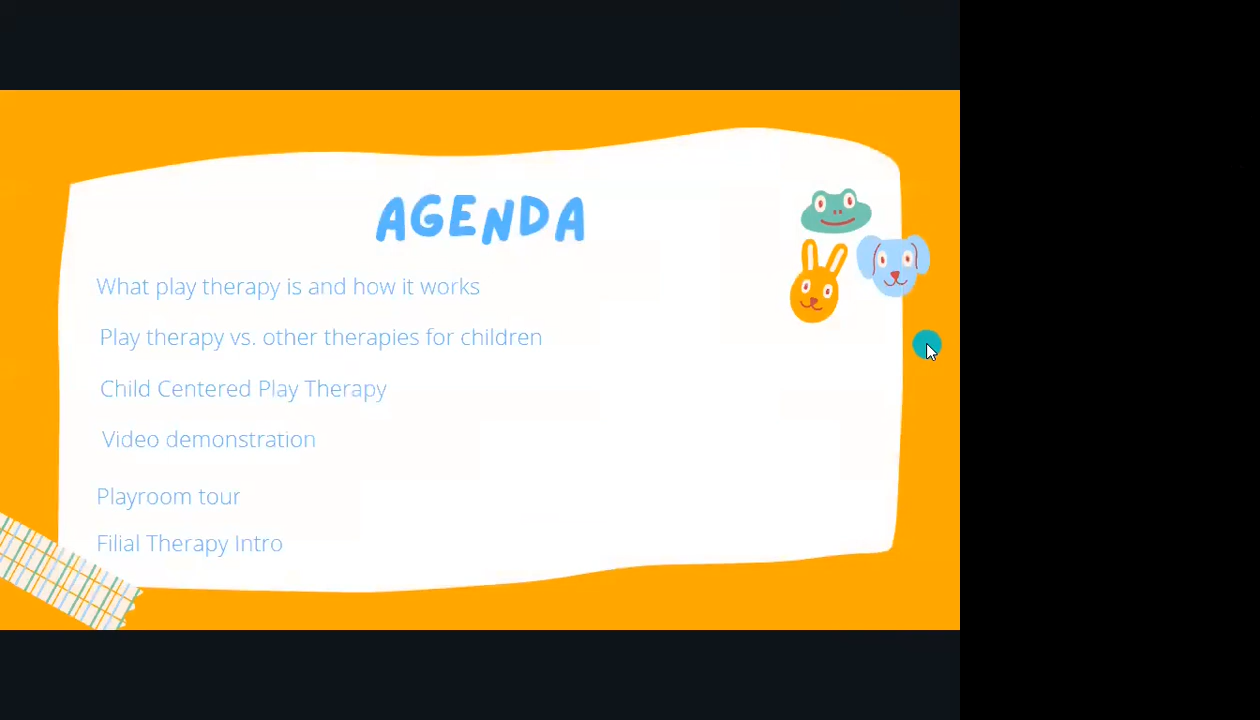 AGENDA
What play therapy is and how it works
Play therapy vs. other therapies for children
Child Centered Play Therapy
Video demonstration
Playroom tour
Filial Therapy Intro